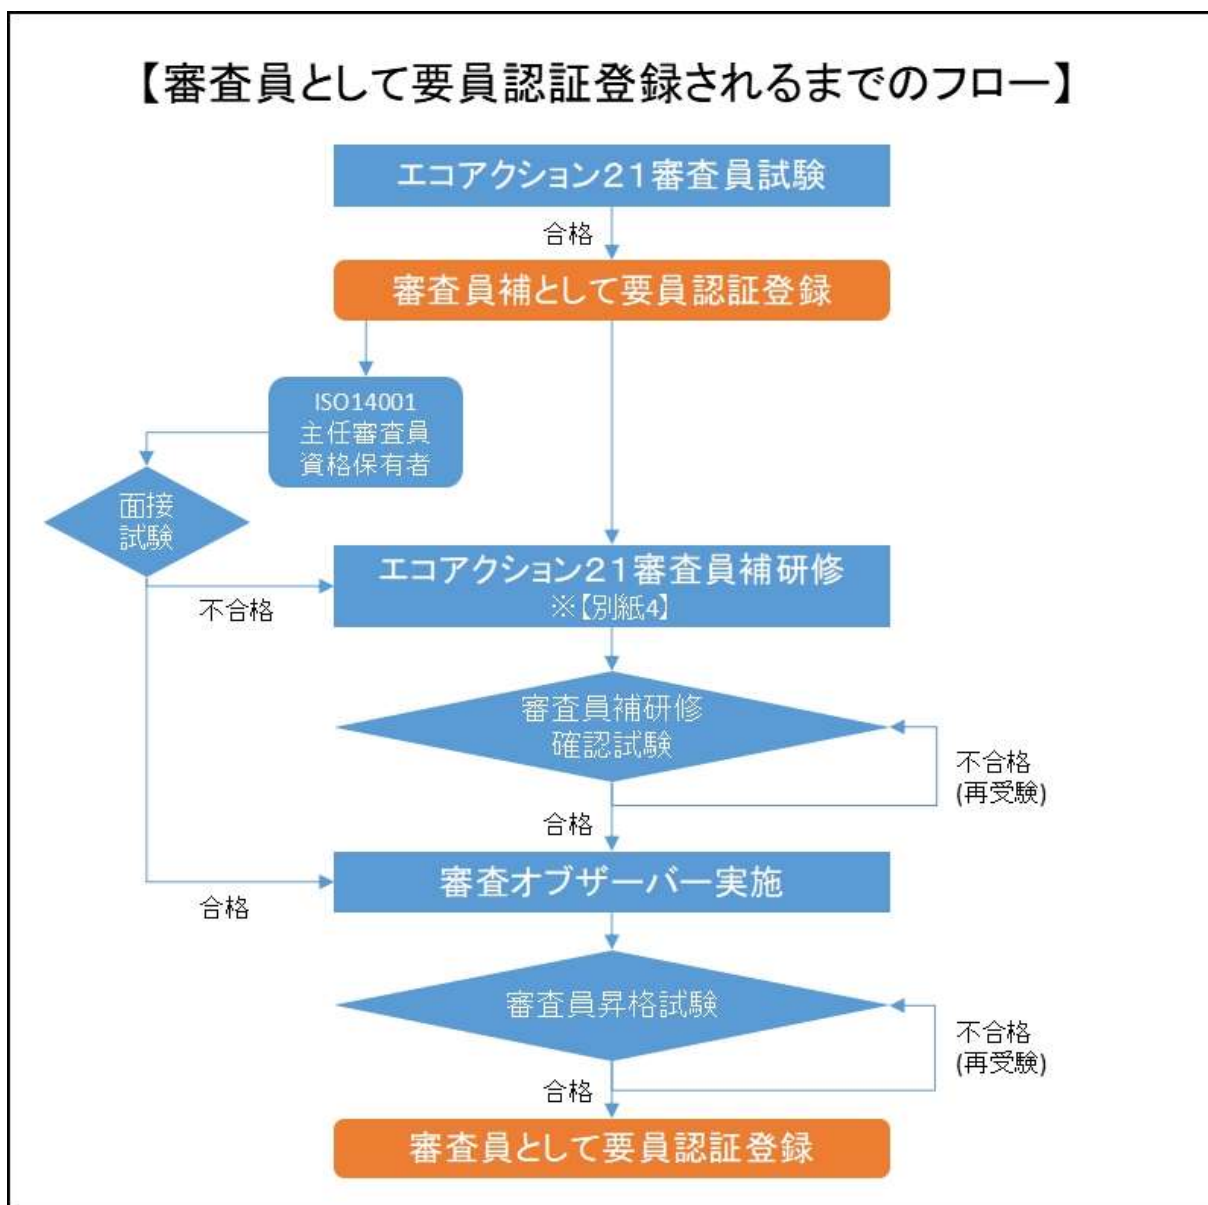 【審査員として要員認証登録されるまでのフロー】
エコアクション２１審査員試験
合格
審査員補として要員認証登録
ISO14001
主任審査員
資格保有者
面接
試験
エコアクション２１審査員補研修
※【別紙4】
不合格
審査員補研修
確認試験
不合格
(再受験)
合格
審査オブザーバー実施
合格
審査員昇格試験
不合格
(再受験)
合格
審査員として要員認証登録